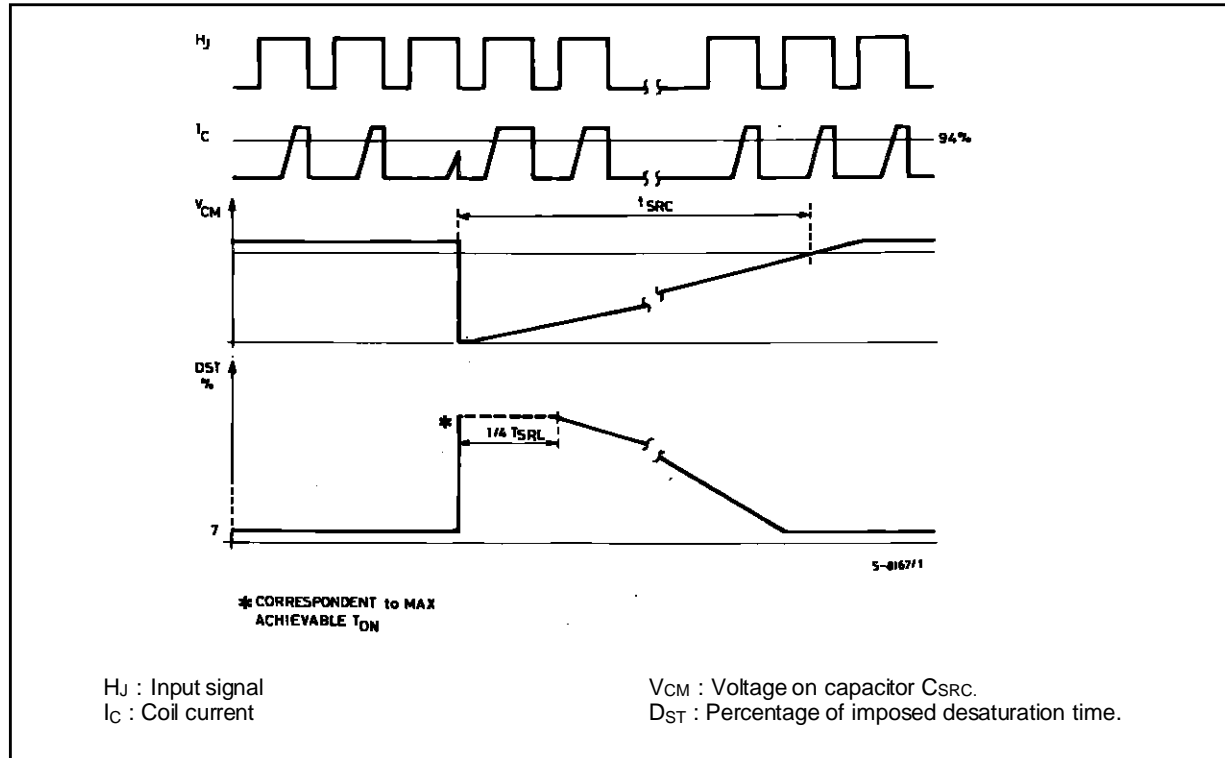 HJ
IC
94%
VCM
tSRC
DST
%
*
1/4 TSRL
7
S-8167/1
* CORRESPONDENT to MAX
ACHIEVABLE TON
HJ : Input signal
IC : Coil current
VCM : Voltage on capacitor CSRC.
DST : Percentage of imposed desaturation time.